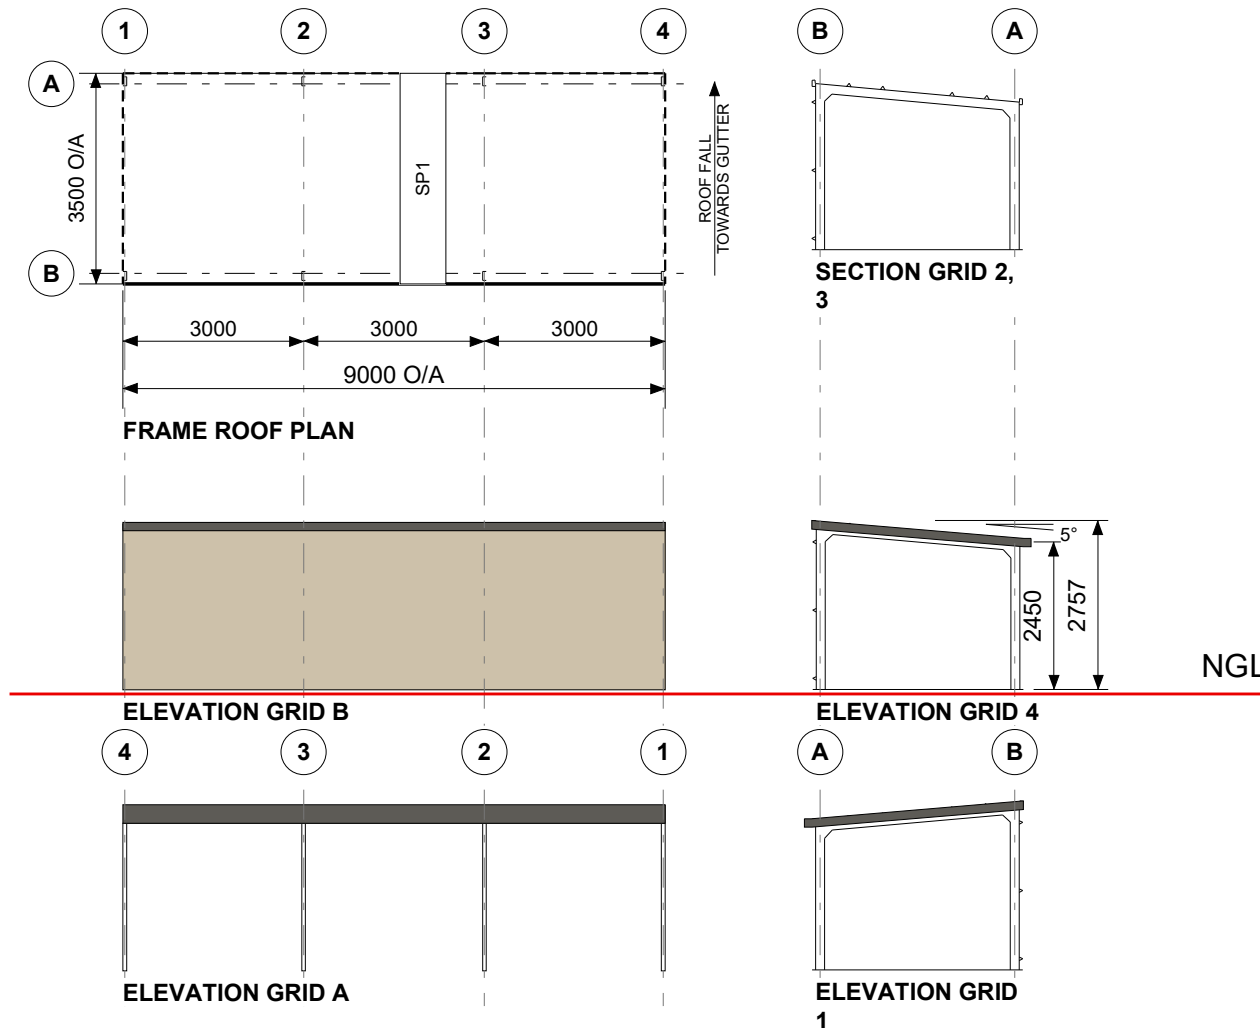 1
2
3
4
B
A
A
B
3500 O/A
SP1
ROOF FALL
TOWARDS GUTTER
SECTION GRID 2,
3
3000
3000
3000
9000 O/A
FRAME ROOF PLAN
5°
2450
2757
NGL
ELEVATION GRID B
ELEVATION GRID 4
4
3
2
1
A
B
ELEVATION GRID A
ELEVATION GRID
1